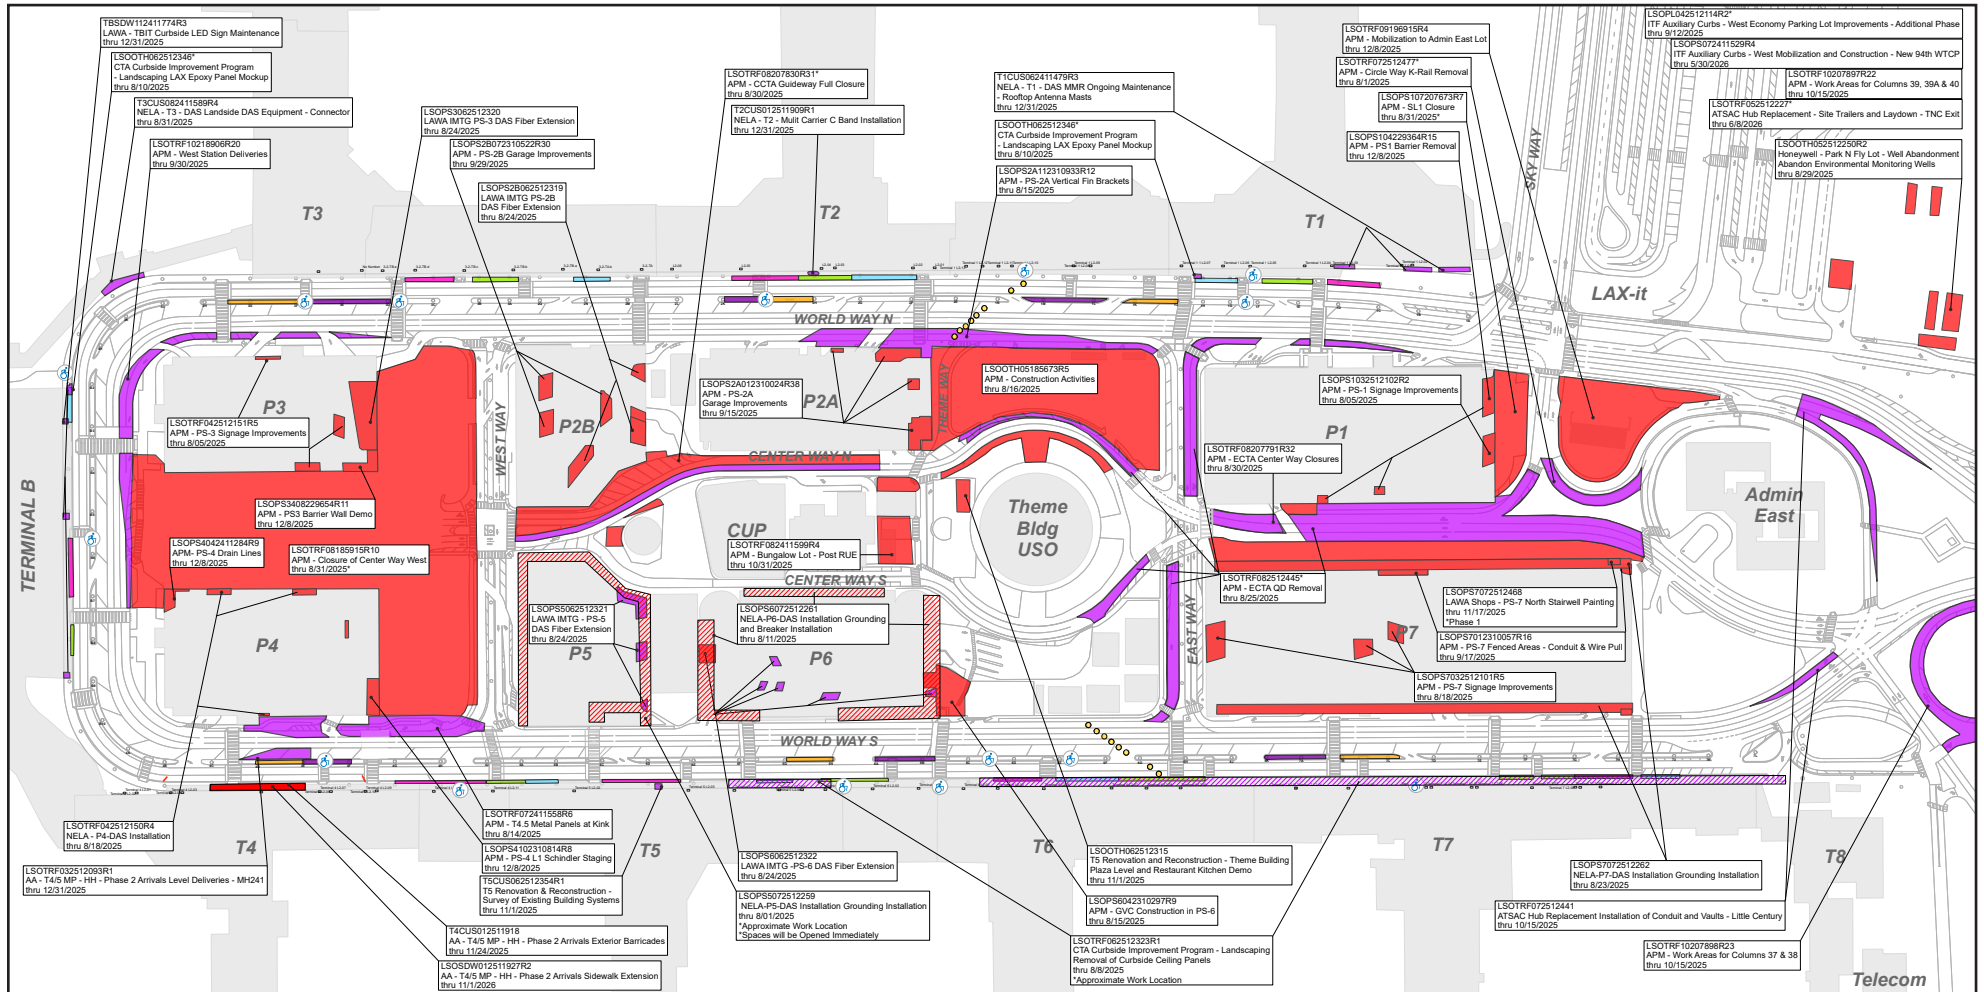 TBSDW112411774R3
LAWA - TBIT Curbside LED Sign Maintenance
thru 12/31/2025
LSOOTH062512346*
CTA Curbside Improvement Program
- Landscaping LAX Epoxy Panel Mockup
thru 8/10/2025
T3CUS082411589R4
NELA - T3 - DAS Landside DAS Equipment - Connector
thru 8/31/2025
LSOTRF10218906R20
APM - West Station Deliveries
thru 9/30/2025
LSOPS3062512320
LAWA IMTG PS-3 DAS Fiber Extension
thru 8/24/2025
LSOPS2B072310522R30
APM - PS-2B Garage Improvements
thru 9/29/2025
LSOPS2B062512319
LAWA IMTG PS-2B
DAS Fiber Extension
thru 8/24/2025
LSOTRF08207830R31*
APM - CCTA Guideway Full Closure
thru 8/30/2025
T2CUS012511909R1
NELA - T2 - Mulit Carrier C Band Installation
thru 12/31/2025
T1CUS062411479R3
NELA - T1 - DAS MMR Ongoing Maintenance
- Rooftop Antenna Masts
thru 12/31/2025
LSOOTH062512346*
CTA Curbside Improvement Program
- Landscaping LAX Epoxy Panel Mockup
thru 8/10/2025
LSOPS2A112310933R12
APM - PS-2A Vertical Fin Brackets
thru 8/15/2025
LSOTRF09196915R4
APM - Mobilization to Admin East Lot
thru 12/8/2025
LSOTRF072512477*
APM - Circle Way K-Rail Removal
thru 8/1/2025
LSOPS107207673R7
APM - SL1 Closure
thru 8/31/2025*
LSOPS104229364R15
APM - PS1 Barrier Removal
thru 12/8/2025
LSOPL042512114R2*
ITF Auxiliary Curbs - West Economy Parking Lot Improvements - Additional Phase
thru 9/12/2025
LSOPS072411529R4
ITF Auxiliary Curbs - West Mobilization and Construction - New 94th WTCP
thru 5/30/2026
LSOTRF10207897R22
APM - Work Areas for Columns 39, 39A & 40
thru 10/15/2025
LSOTRF052512227*
ATSAC Hub Replacement - Site Trailers and Laydown - TNC Exit
thru 6/8/2026
LSOOTH052512250R2
Honeywell - Park N Fly Lot - Well Abandonment
Abandon Environmental Monitoring Wells
thru 8/29/2025
T3
T2
T1
SKY WAY
LAX-it
WORLD WAY N
P3
LSOTRF042512151R5
APM - PS-3 Signage Improvements
thru 8/05/2025
WEST WAY
P2B
LSOPS2A012310024R38
APM - PS-2A
Garage Improvements
thru 9/15/2025
P2A
THEME WAY
LSOOTH05185673R5
APM - Construction Activities
thru 8/16/2025
LSOPS1032512102R2
APM - PS-1 Signage Improvements
thru 8/05/2025
P1
CENTER WAY N
LSOTRF08207791R32
APM - ECTA Center Way Closures
thru 8/30/2025
TERMINAL B
LSOPS3408229654R11
APM - PS3 Barrier Wall Demo
thru 12/8/2025
LSOPS4042411284R9
APM- PS-4 Drain Lines
thru 12/8/2025
LSOTRF08185915R10
APM - Closure of Center Way West
thru 8/31/2025*
CUP
LSOTRF082411599R4
APM - Bungalow Lot - Post RUE
thru 10/31/2025
CENTER WAY S
Theme
Bldg
USO
Admin
East
LSOTRF082512445*
APM - ECTA QD Removal
thru 8/25/2025
EAST WAY
LSOPS5062512321
LAWA IMTG - PS-5
DAS Fiber Extension
thru 8/24/2025
P5
LSOPS6072512261
NELA-P6-DAS Installation Grounding
and Breaker Installation
thru 8/11/2025
P6
LSOPS7072512468
LAWA Shops - PS-7 North Stairwell Painting
thru 11/17/2025
*Phase 1
P7
LSOPS7012310057R16
APM - PS-7 Fenced Areas - Conduit & Wire Pull
thru 9/17/2025
LSOPS7032512101R5
APM - PS-7 Signage Improvements
thru 8/18/2025
P4
WORLD WAY S
LSOTRF042512150R4
NELA - P4-DAS Installation
thru 8/18/2025
T4
LSOTRF032512093R1
AA - T4/5 MP - HH - Phase 2 Arrivals Level Deliveries - MH241
thru 12/31/2025
LSOTRF072411558R6
APM - T4.5 Metal Panels at Kink
thru 8/14/2025
LSOPS4102310814R8
APM - PS-4 L1 Schindler Staging
thru 12/8/2025
T5CUS062512354R1
T5 Renovation & Reconstruction -
Survey of Existing Building Systems
thru 11/1/2025
T4CUS012511918
AA - T4/5 MP - HH - Phase 2 Arrivals Exterior Barricades
thru 11/24/2025
LSOSDW012511927R2
AA - T4/5 MP - HH - Phase 2 Arrivals Sidewalk Extension
thru 11/1/2026
T5
LSOPS6062512322
LAWA IMTG -PS-6 DAS Fiber Extension
thru 8/24/2025
LSOPS5072512259
NELA-P5-DAS Installation Grounding Installation
thru 8/01/2025
*Approximate Work Location
*Spaces will be Opened Immediately
T6
LSOOTH062512315
T5 Renovation and Reconstruction - Theme Building
Plaza Level and Restaurant Kitchen Demo
thru 11/1/2025
LSOPS6042310297R9
APM - GVC Construction in PS-6
thru 8/15/2025
LSOTRF062512323R1
CTA Curbside Improvement Program - Landscaping
Removal of Curbside Ceiling Panels
thru 8/8/2025
*Approximate Work Location
T7
LSOPS7072512262
NELA-P7-DAS Installation Grounding Installation
thru 8/23/2025
T8
LSOTRF072512441
ATSAC Hub Replacement Installation of Conduit and Vaults - Little Century
thru 10/15/2025
LSOTRF10207898R23
APM - Work Areas for Columns 37 & 38
thru 10/15/2025
Telecom